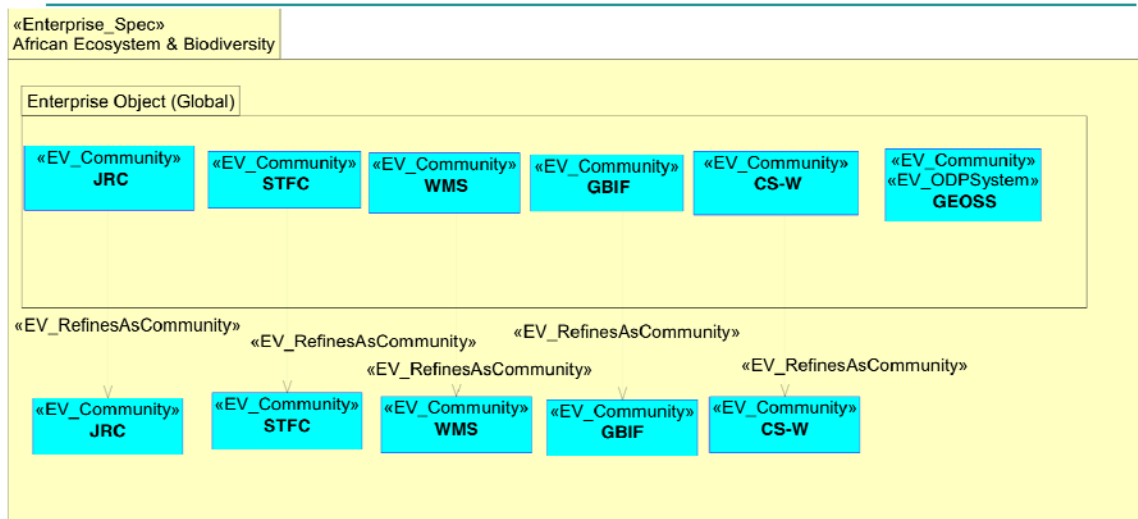 «Enterprise_Spec»
African Ecosystem & Biodiversity
Enterprise Object (Global)
«EV_Community»
JRC
«EV_Community»
STFC
«EV_Community»
WMS
«EV_Community»
GBIF
«EV_Community»
CS-W
«EV_Community»
«EV_ODPSystem»
GEOSS
«EV_RefinesAsCommunity»
«EV_RefinesAsCommunity»
«EV_RefinesAsCommunity»
«EV_RefinesAsCommunity»
«EV_RefinesAsCommunity»
«EV_Community»
JRC
«EV_Community»
STFC
«EV_Community»
WMS
«EV_Community»
GBIF
«EV_Community»
CS-W